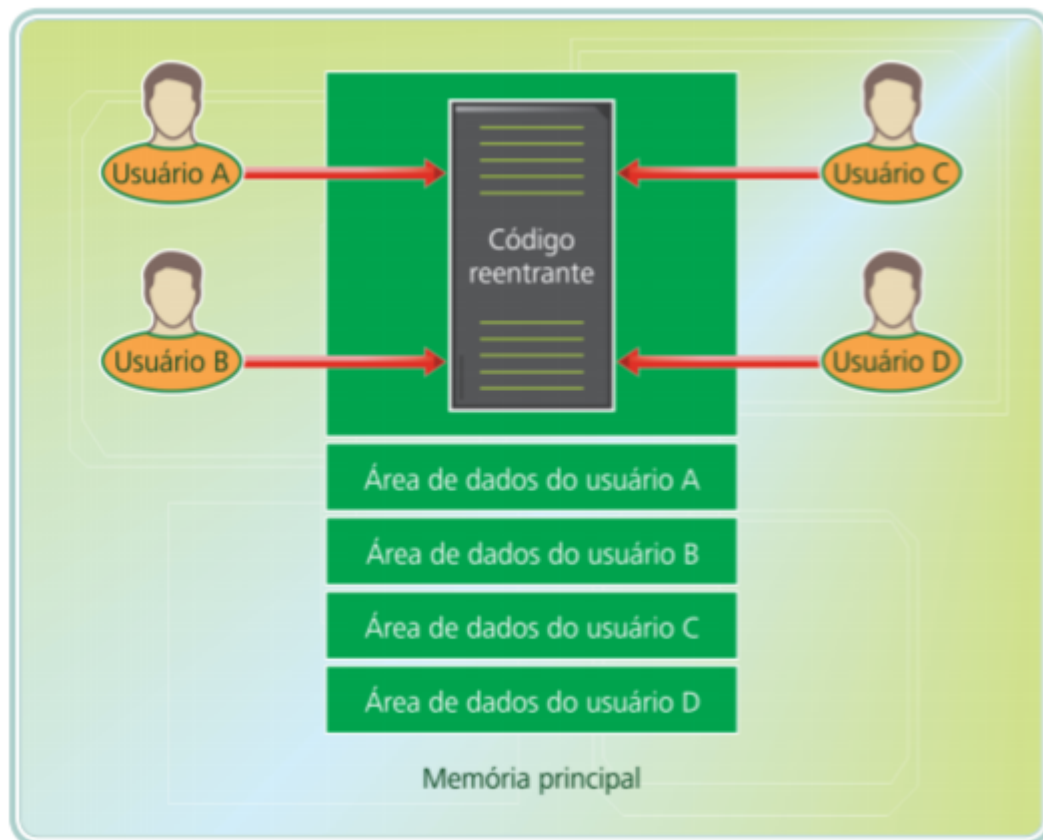 Usuário A
Usuário C
Código
reentrante
Usuário B
Usuário D
Área de dados do usuário A
Área de dados do usuário B
Área de dados do usuário C
Área de dados do usuário D
Memória principal